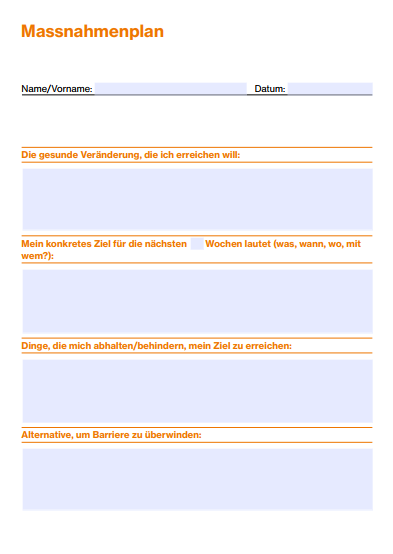 Massnahmenplan
Name/Vorname: Datum:
Die gesunde Veränderung, die ich erreichen will:
Mein konkretes Ziel für die nächsten Wochen lautet (was, wann, wo, mit
wem?):
Dinge, die mich abhalten/behindern, mein Ziel zu erreichen:
Alternative, um Barriere zu überwinden: